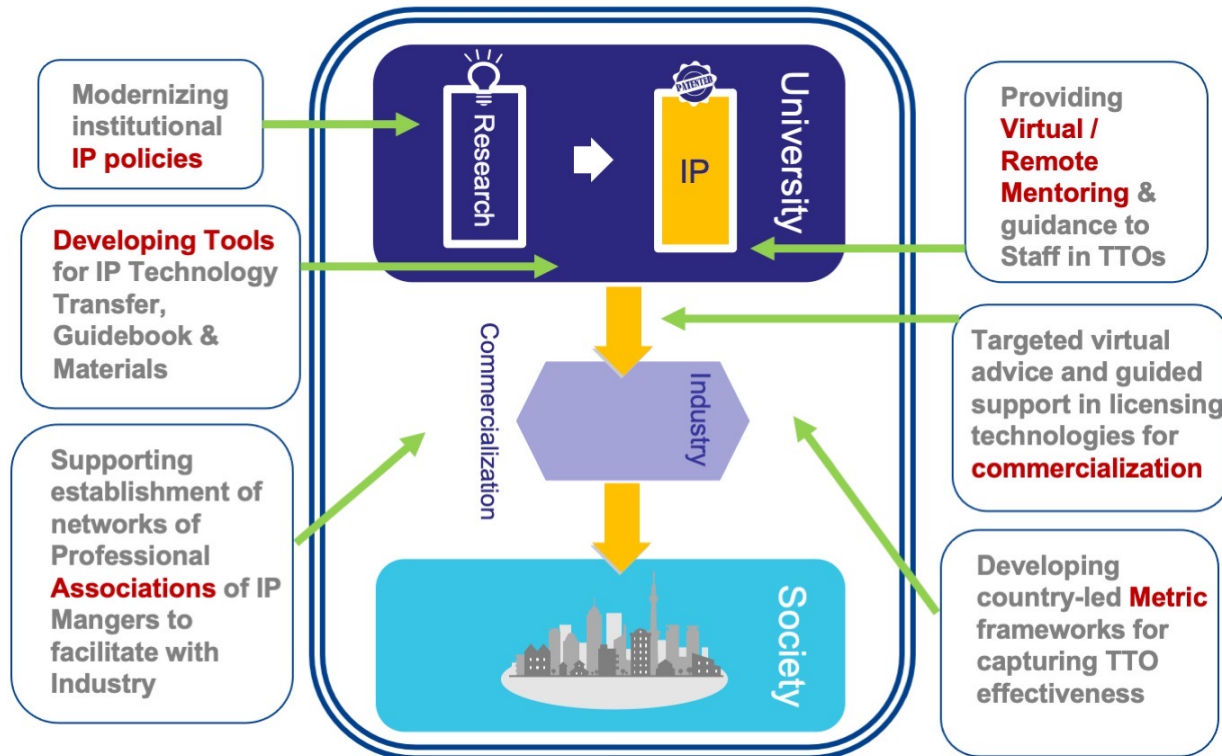 Modernizing
institutional
IP policies
Developing Tools
for IP Technology
Transfer,
Guidebook &
Materials
Supporting
establishment of
networks of
Professional
Associations of IP
Mangers to
facilitate with
Industry
Research
PATENTED
IP
University
Commercialization
Industry
Society
Providing
Virtual /
Remote
Mentoring &
guidance to
Staff in TTOs
Targeted virtual
advice and guided
support in licensing
technologies for
commercialization
Developing
country-led Metric
frameworks for
capturing TTO
effectiveness